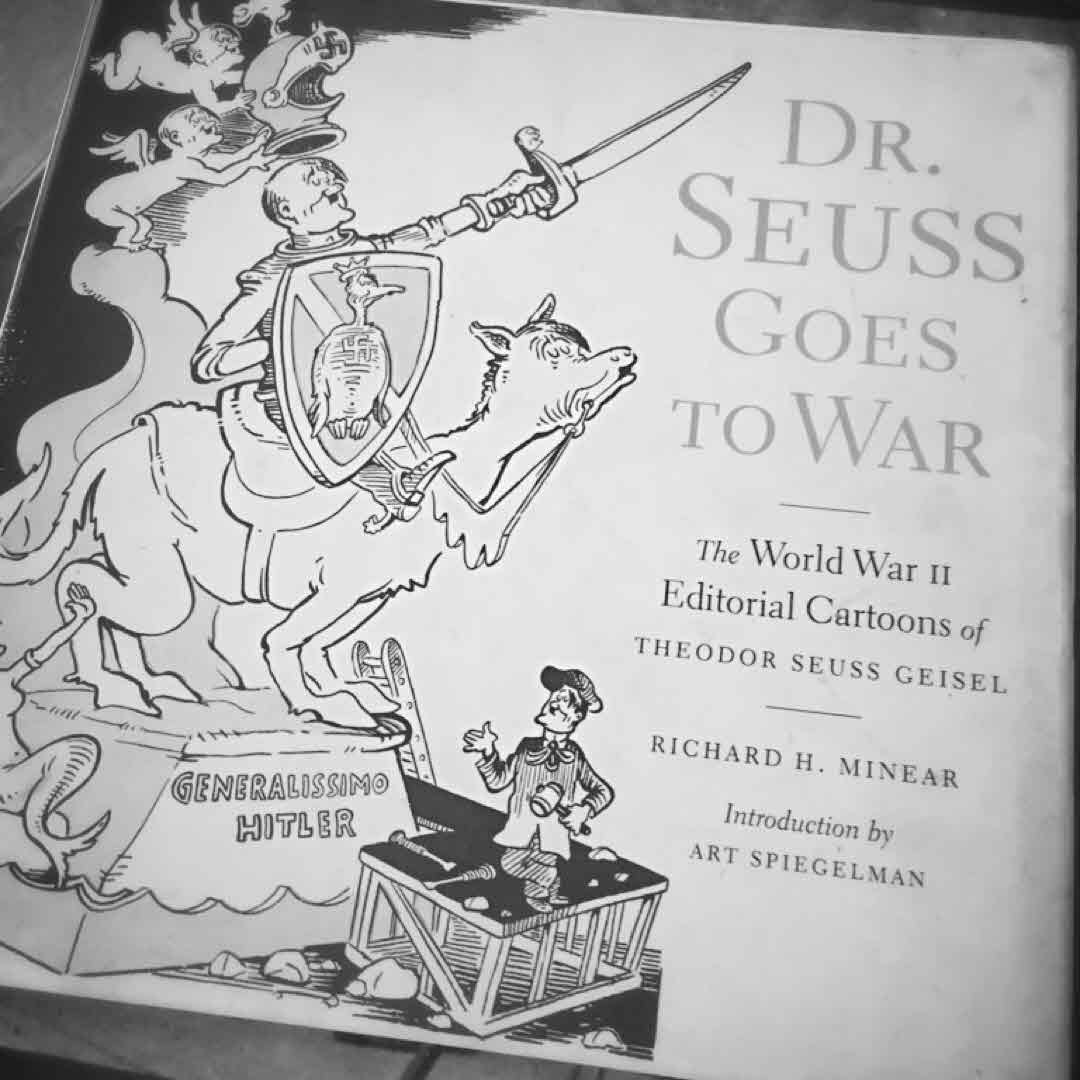 DR.
SEUSS
GOES
TO WAR
The World War II
Editorial Cartoons of
THEODOR SEUSS GEISEL
RICHARD H. MINEAR
Introduction by
ART SPIEGELMAN
GENERALISSIMO
HITLER